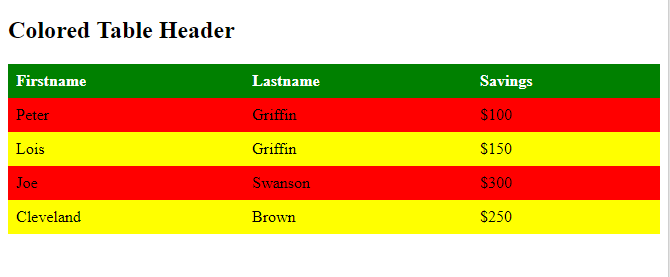 Colored Table Header
Firstname Lastname Savings
Peter Griffin $100
Lois Griffin $150
Joe Swanson $300
Cleveland Brown $250